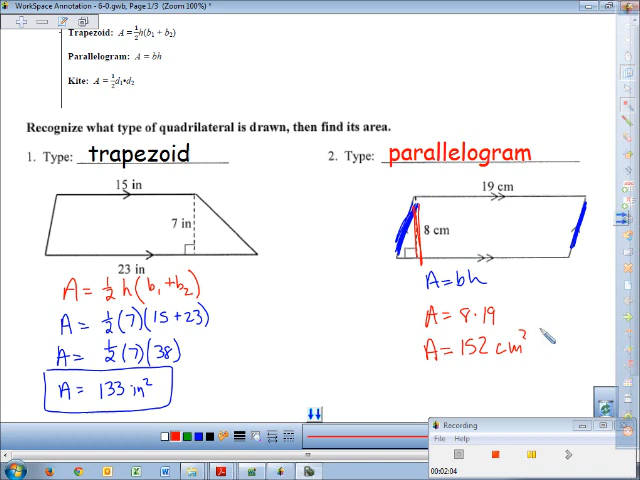 WorkSpace Annotation - 6-0.gwb, Page 1/3 (Zoom 100%)
Trapezoid: A = ½h(b₁ + b₂)
Parallelogram: A = bh
Kite: A = ½d₁•d₂
Recognize what type of quadrilateral is drawn, then find its area.
1. Type: trapezoid
2. Type: parallelogram
15 in
7 in
23 in
A = ½ h(b₁+b₂)
A = ½(7)(15+23)
A = ½(7)(38)
A = 133 in²
19 cm
8 cm
A = bh
A = 8·19
A = 152 cm²
Recording
File Help
00:02:04